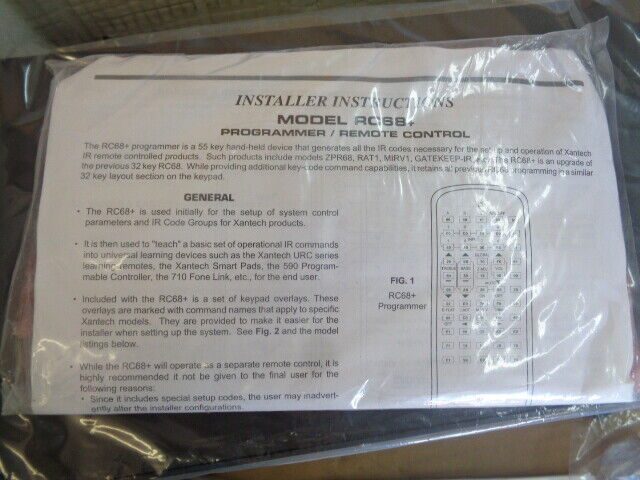 INSTALLER INSTRUCTIONS
MODEL RC68+
PROGRAMMER / REMOTE CONTROL
The RC68+ programmer is a 55 key hand-held device that generates all the IR codes necessary for the setup and operation of Xantech
IR remote controlled products. Such products include models ZPR68, RAT1, MIRV1, GATEKEEP-IR, The RC68+ is an upgrade of
the previous 32 key RC68. While providing additional key-code command capabilities, it retains all previous RC68 programming in a similar
32 key layout section on the keypad.
GENERAL
• The RC68+ is used initially for the setup of system control
parameters and IR Code Groups for Xantech products.
• It is then used to "teach" a basic set of operational IR commands
into universal learning devices such as the Xantech URC series
learning remotes, the Xantech Smart Pads, the 590 Program-
mable Controller, the 710 Fone Link, etc., for the end user.
• Included with the RC68+ is a set of keypad overlays. These
overlays are marked with command names that apply to specific
Xantech models. They are provided to make it easier for the
installer when setting up the system. See Fig. 2 and the model
listings below.
• While the RC68+ will operate as a separate remote control, it is
highly recommended it not be given to the final user for the
following reasons:
• Since it includes special setup codes, the user may inadvert-
ently alter the installer configurations.
FIG. 1
RC68+
Programmer
GLOBAL
TREBLE BASS BAL VOL